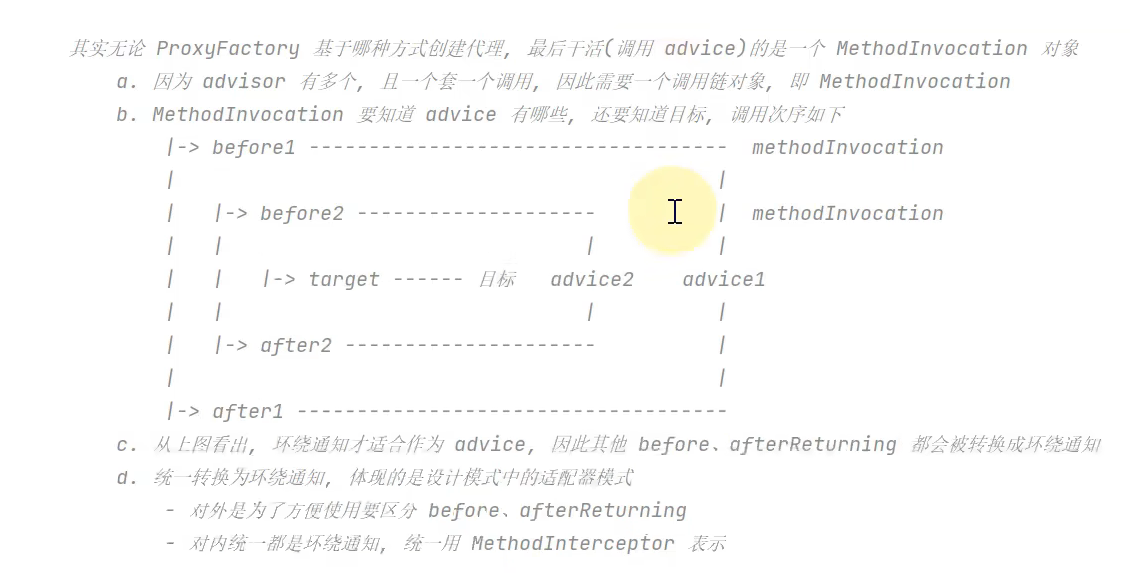 其实无论 ProxyFactory 基于哪种方式创建代理, 最后干活(调用 advice)的是一个 MethodInvocation 对象
    a. 因为 advisor 有多个, 且一个套一个调用, 因此需要一个调用链对象, 即 MethodInvocation
    b. MethodInvocation 要知道 advice 有哪些, 还要知道目标, 调用次序如下
        |-> before1 ----------------------------------- methodInvocation
        |                                              |
        |   |-> before2 --------------------           | methodInvocation
        |   |                               |          |
        |   |   |-> target ------ 目标   advice2    advice1
        |   |                               |          |
        |   |-> after2 ---------------------           |
        |                                              |
        |-> after1 ------------------------------------
    c. 从上图看出, 环绕通知才适合作为 advice, 因此其他 before、afterReturning 都会被转换成环绕通知
    d. 统一转换为环绕通知, 体现的是设计模式中的适配器模式
        - 对外是为了方便使用要区分 before、afterReturning
        - 对内统一都是环绕通知, 统一用 MethodInterceptor 表示